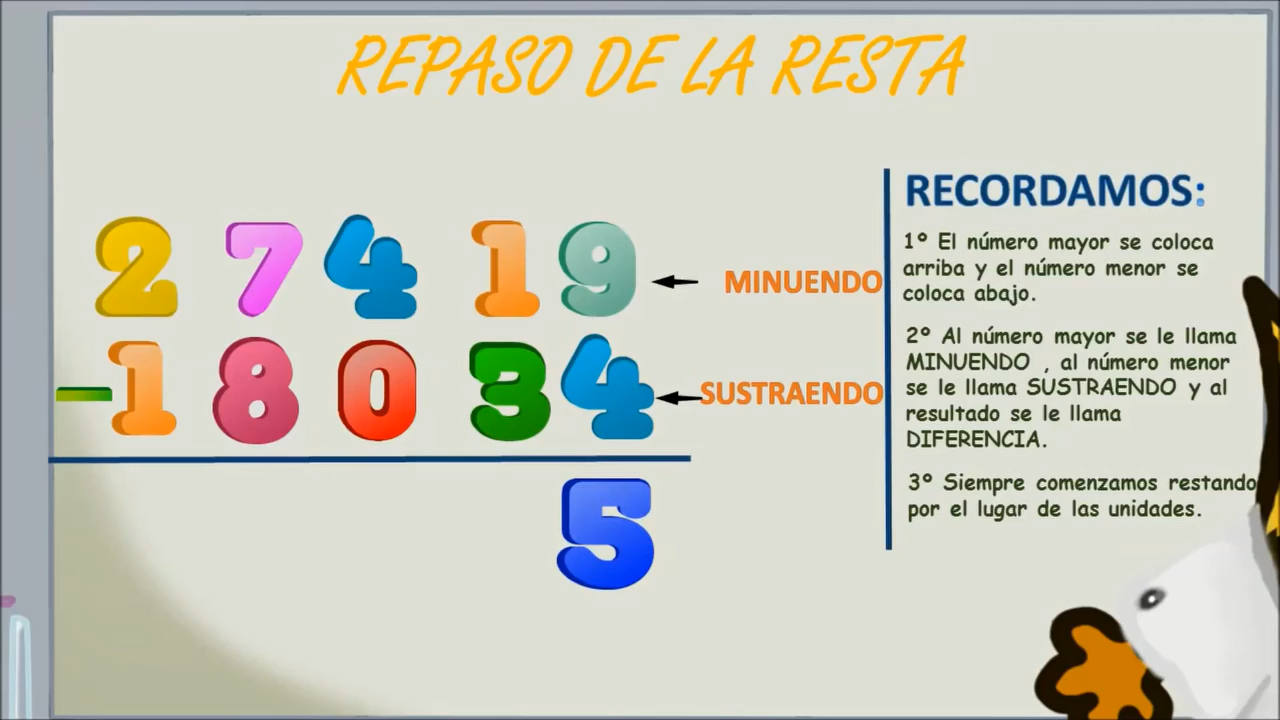 REPASO DE LA RESTA
2 7 4 1 9 MINUENDO
-1 8 0 3 4 SUSTRAENDO
5
RECORDAMOS:
1º El número mayor se coloca
arriba y el número menor se
coloca abajo.
2º Al número mayor se le llama
MINUENDO , al número menor
se le llama SUSTRAENDO y al
resultado se le llama
DIFERENCIA.
3º Siempre comenzamos restando
por el lugar de las unidades.